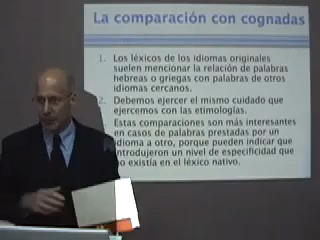 La comparación con cognadas
1. Los léxicos de los idiomas originales
suelen mencionar la relación de palabras
hebreas o griegas con palabras de otros
idiomas cercanos.
2. Debemos ejercer el mismo cuidado que
ejercemos con las etimologías.
Estas comparaciones son más interesantes
en casos de palabras prestadas por un
idioma a otro, porque pueden indicar que
introdujeron un nivel de especificidad que
no existía en el léxico nativo.